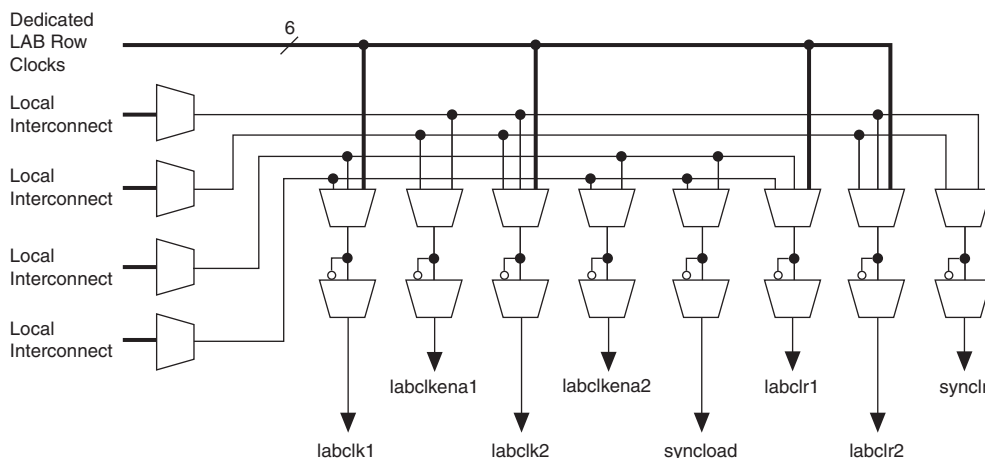 Dedicated
LAB Row
Clocks
6
Local
Interconnect
Local
Interconnect
Local
Interconnect
Local
Interconnect
labclkena1
labclkena2
labclr1
synclr
labclk1
labclk2
syncload
labclr2